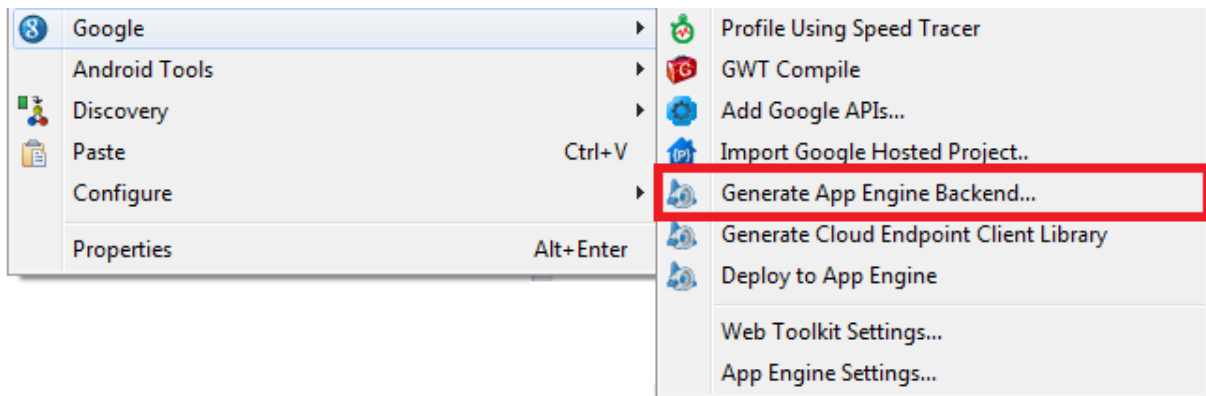 Google
Android Tools
Discovery
Paste Ctrl+V
Configure
Properties Alt+Enter
Profile Using Speed Tracer
GWT Compile
Add Google APIs...
Import Google Hosted Project..
Generate App Engine Backend...
Generate Cloud Endpoint Client Library
Deploy to App Engine
Web Toolkit Settings...
App Engine Settings...